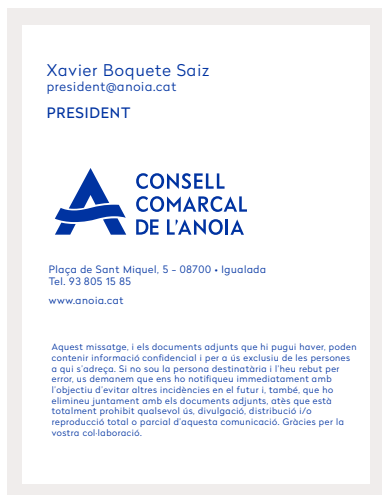 Xavier Boquete Saiz
president@anoia.cat
PRESIDENT
CONSELL
COMARCAL
DE L'ANOIA
Plaça de Sant Miquel, 5 - 08700 • Igualada
Tel. 93 805 15 85
www.anoia.cat
Aquest missatge, i els documents adjunts que hi pugui haver, poden
contenir informació confidencial i per a ús exclusiu de les persones
a qui s'adreça. Si no sou la persona destinatària i l'heu rebut per
error, us demanem que ens ho notifiqueu immediatament amb
l'objectiu d'evitar altres incidències en el futur i, també, que ho
elimineu juntament amb els documents adjunts, atès que està
totalment prohibit qualsevol ús, divulgació, distribució i/o
reproducció total o parcial d'aquesta comunicació. Gràcies per la
vostra col·laboració.